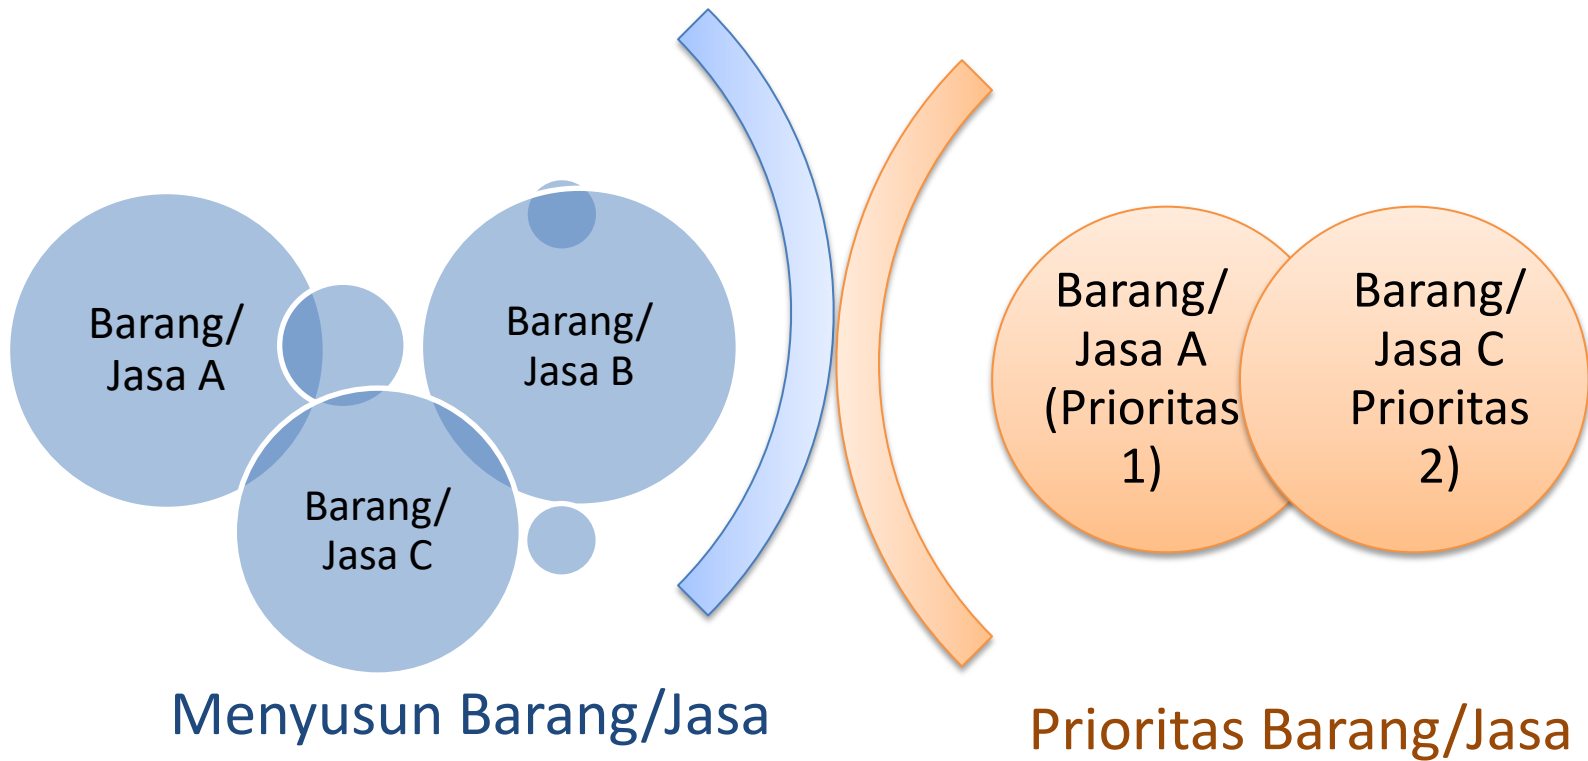 Barang/
Jasa A
Barang/
Jasa B
Barang/
Jasa C
Menyusun Barang/Jasa
Barang/
Jasa A
(Prioritas
1)
Barang/
Jasa C
Prioritas
2)
Prioritas Barang/Jasa